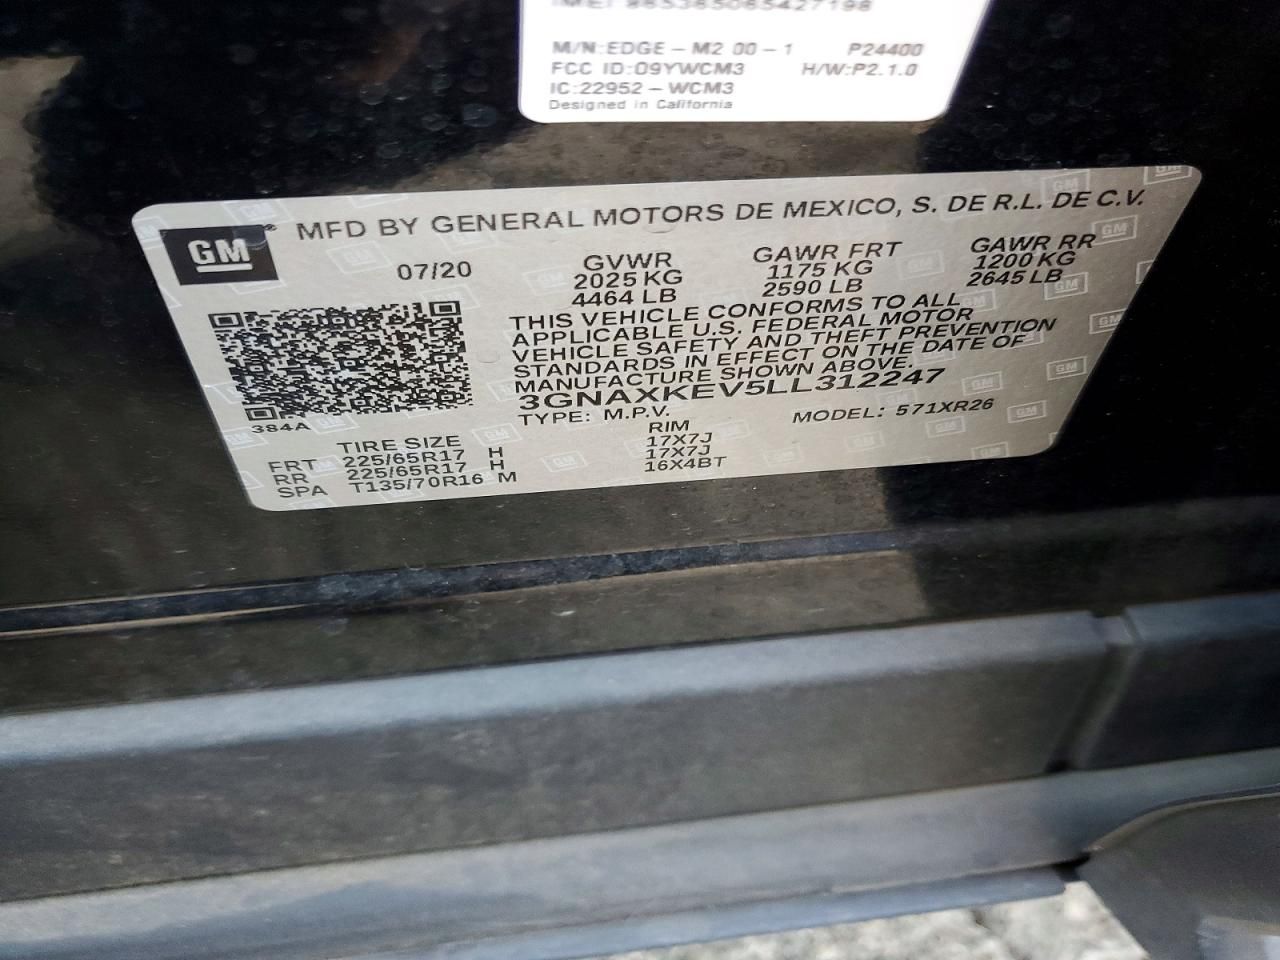 M/N:EDGE-M2 00-1 P24400
FCC ID:O9YWCM3 H/W:P2.1.0
IC:22952-WCM3
Designed in California
GM
MFD BY GENERAL MOTORS DE MEXICO, S. DE R.L. DE C.V.
07/20
GVWR GAWR FRT GAWR RR
2025 KG 1175 KG 1200 KG
4464 LB 2590 LB 2645 LB
THIS VEHICLE CONFORMS TO ALL
APPLICABLE U.S. FEDERAL MOTOR
VEHICLE SAFETY AND THEFT PREVENTION
STANDARDS IN EFFECT ON THE DATE OF
MANUFACTURE SHOWN ABOVE.
3GNAXKEV5LL312247
TYPE: M.P.V. MODEL: 571XR26
384A
TIRE SIZE RIM
FRT 225/65R17 H 17X7J
RR 225/65R17 H 17X7J
SPA T135/70R16 M 16X4BT